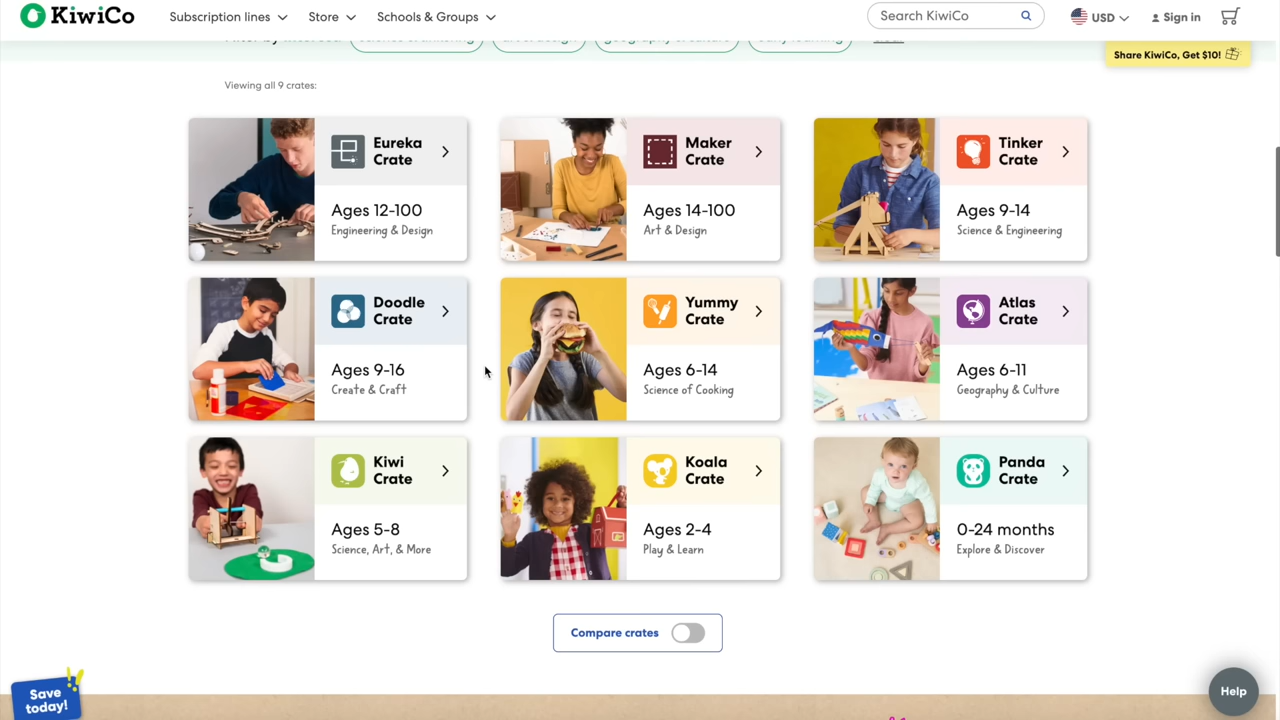 KiwiCo
Subscription lines
Store
Schools & Groups
Search KiwiCo
USD
Sign in
Share KiwiCo, Get $10!
Viewing all 9 crates:
Eureka
Crate
Ages 12-100
Engineering & Design
Maker
Crate
Ages 14-100
Art & Design
Tinker
Crate
Ages 9-14
Science & Engineering
Doodle
Crate
Ages 9-16
Create & Craft
Yummy
Crate
Ages 6-14
Science of Cooking
Atlas
Crate
Ages 6-11
Geography & Culture
Kiwi
Crate
Ages 5-8
Science, Art, & More
Koala
Crate
Ages 2-4
Play & Learn
Panda
Crate
0-24 months
Explore & Discover
Compare crates
Save
today!
Help